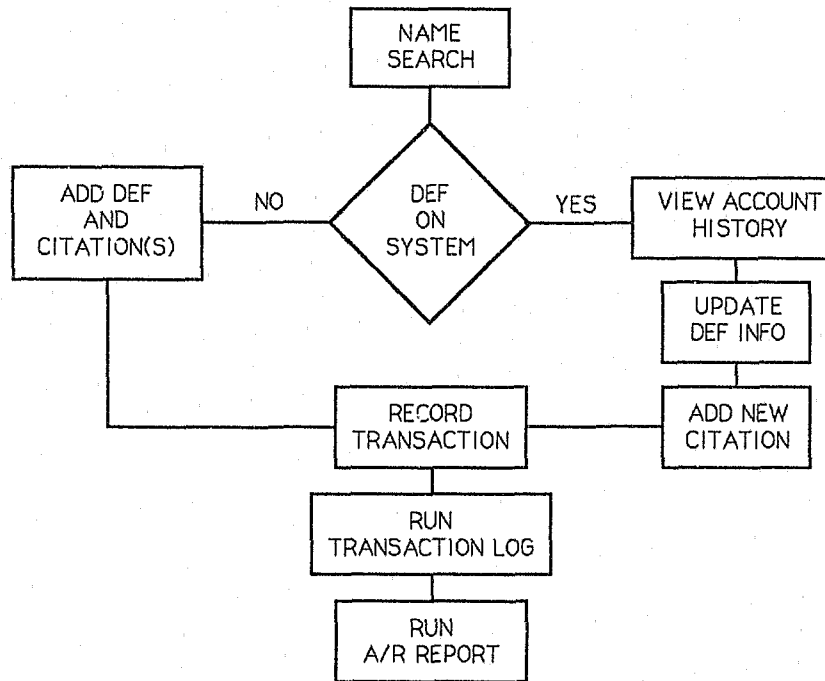 NAME
SEARCH
ADD DEF
AND
CITATION(S)
NO
DEF
ON
SYSTEM
YES
VIEW ACCOUNT
HISTORY
UPDATE
DEF INFO
RECORD
TRANSACTION
ADD NEW
CITATION
RUN
TRANSACTION LOG
RUN
A/R REPORT